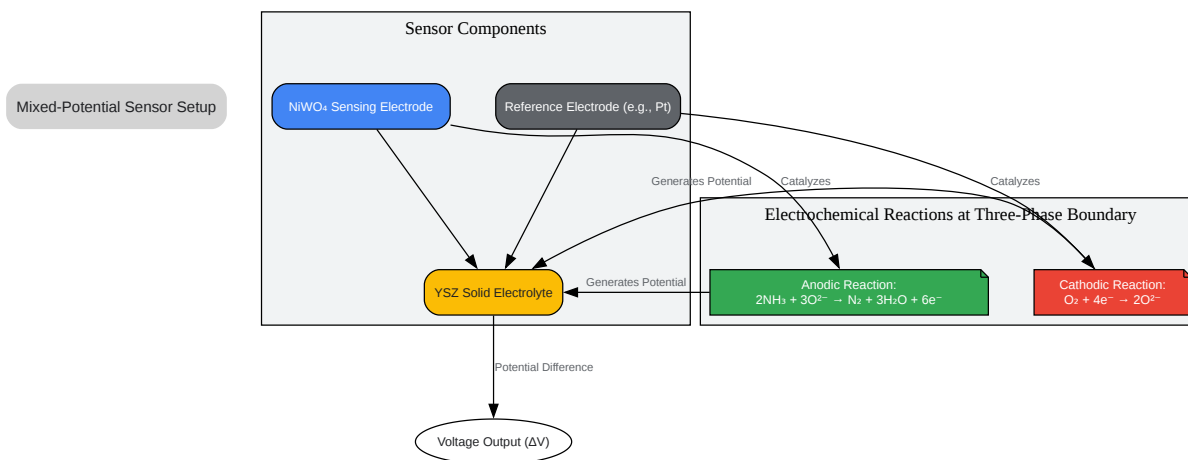 Sensor Components
Mixed-Potential Sensor Setup
NiWO₄ Sensing Electrode
Reference Electrode (e.g., Pt)
Generates Potential
Catalyzes
Catalyzes
Electrochemical Reactions at Three-Phase Boundary
YSZ Solid Electrolyte
Generates Potential
Anodic Reaction:
2NH₃ + 3O²⁻ → N₂ + 3H₂O + 6e⁻
Cathodic Reaction:
O₂ + 4e⁻ → 2O²⁻
Potential Difference
Voltage Output (ΔV)